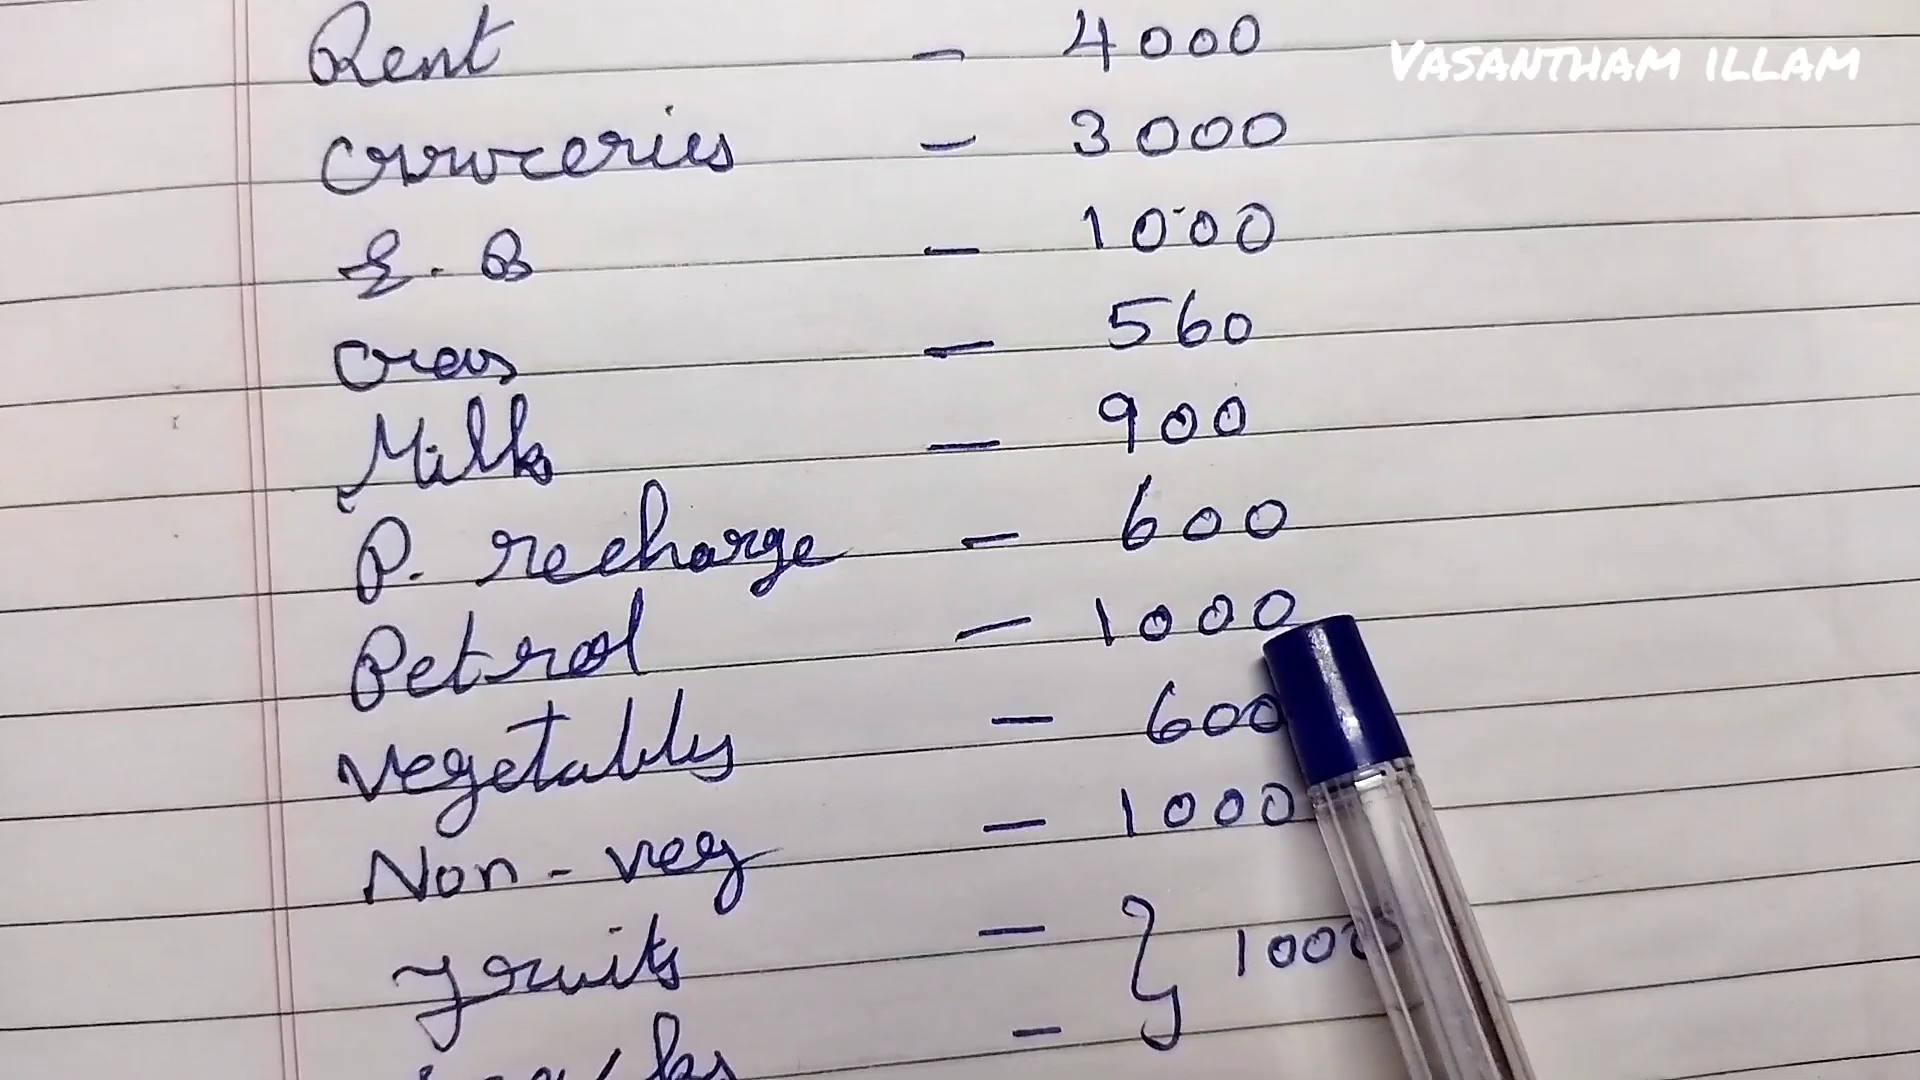 Rent - 4000
VASANTHAM ILLAM
Groceries - 3000
E.B - 1000
Gas - 560
Milk - 900
P. recharge - 600
Petrol - 1000
Vegetables - 600
Non-veg - 1000
Fruits - } 1000
-